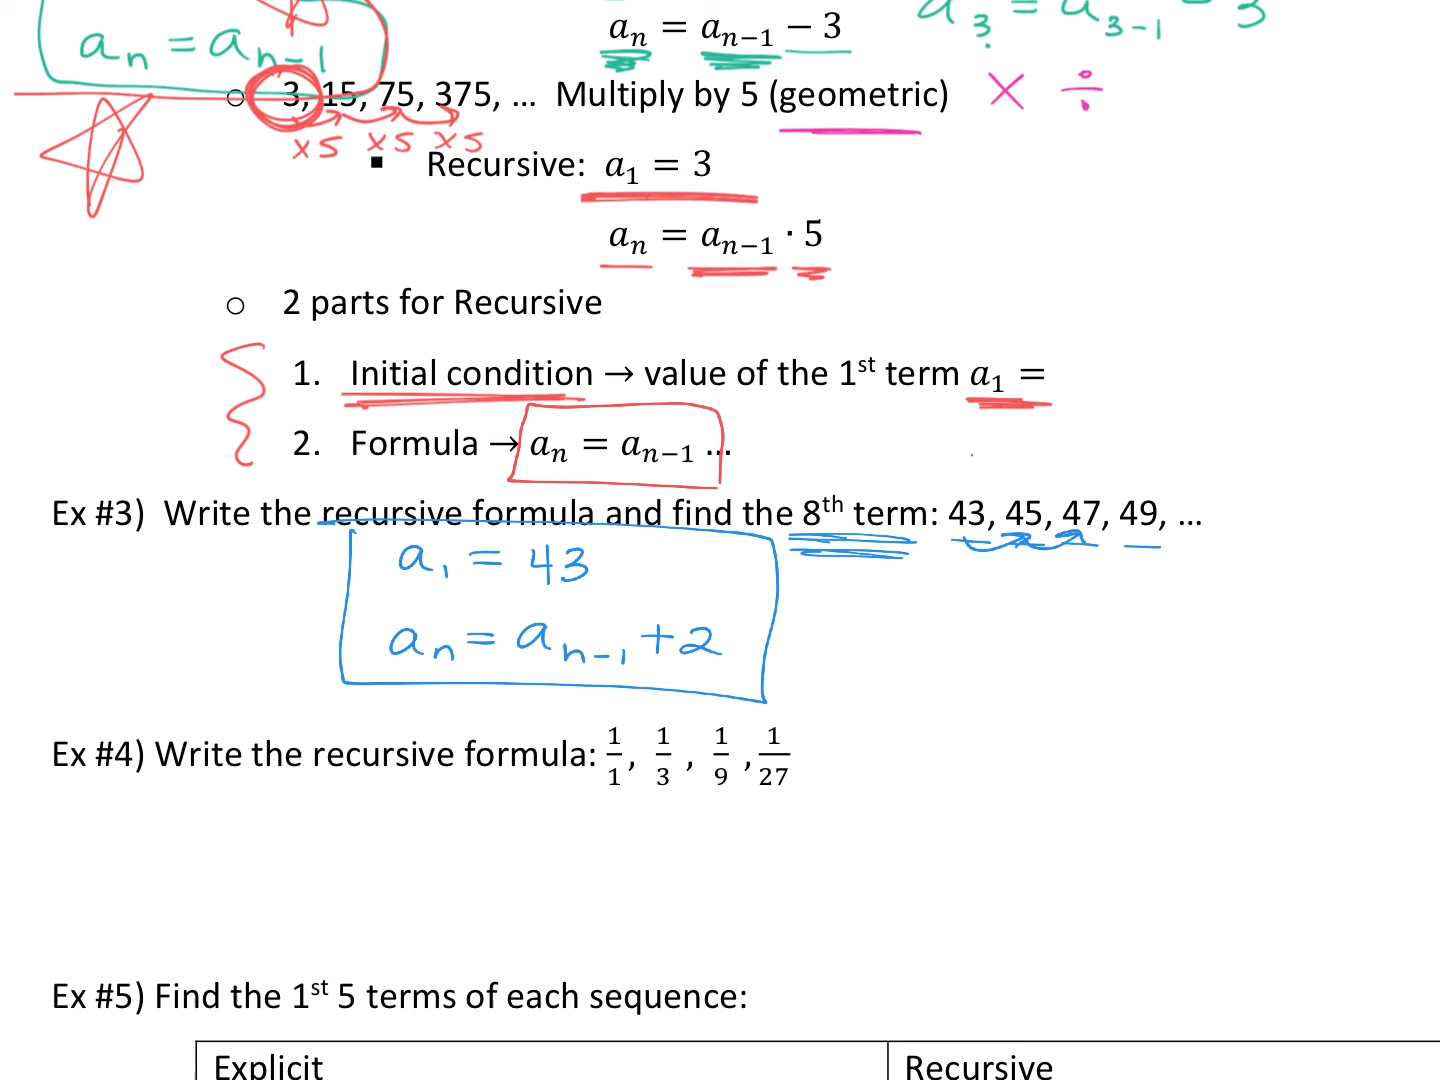 aₙ = aₙ₋₁ − 3
a₃ = a₃₋₁ − 3
aₙ = aₙ₋₁
○ 3, 15, 75, 375, … Multiply by 5 (geometric) × ÷
×5 ×5 ×5
▪ Recursive: a₁ = 3
aₙ = aₙ₋₁ · 5
○ 2 parts for Recursive
1. Initial condition → value of the 1st term a₁ =
2. Formula → aₙ = aₙ₋₁ …
Ex #3) Write the recursive formula and find the 8th term: 43, 45, 47, 49, …
a₁ = 43
aₙ = aₙ₋₁ + 2
Ex #4) Write the recursive formula: 1/1, 1/3, 1/9, 1/27
Ex #5) Find the 1st 5 terms of each sequence:
Explicit
Recursive